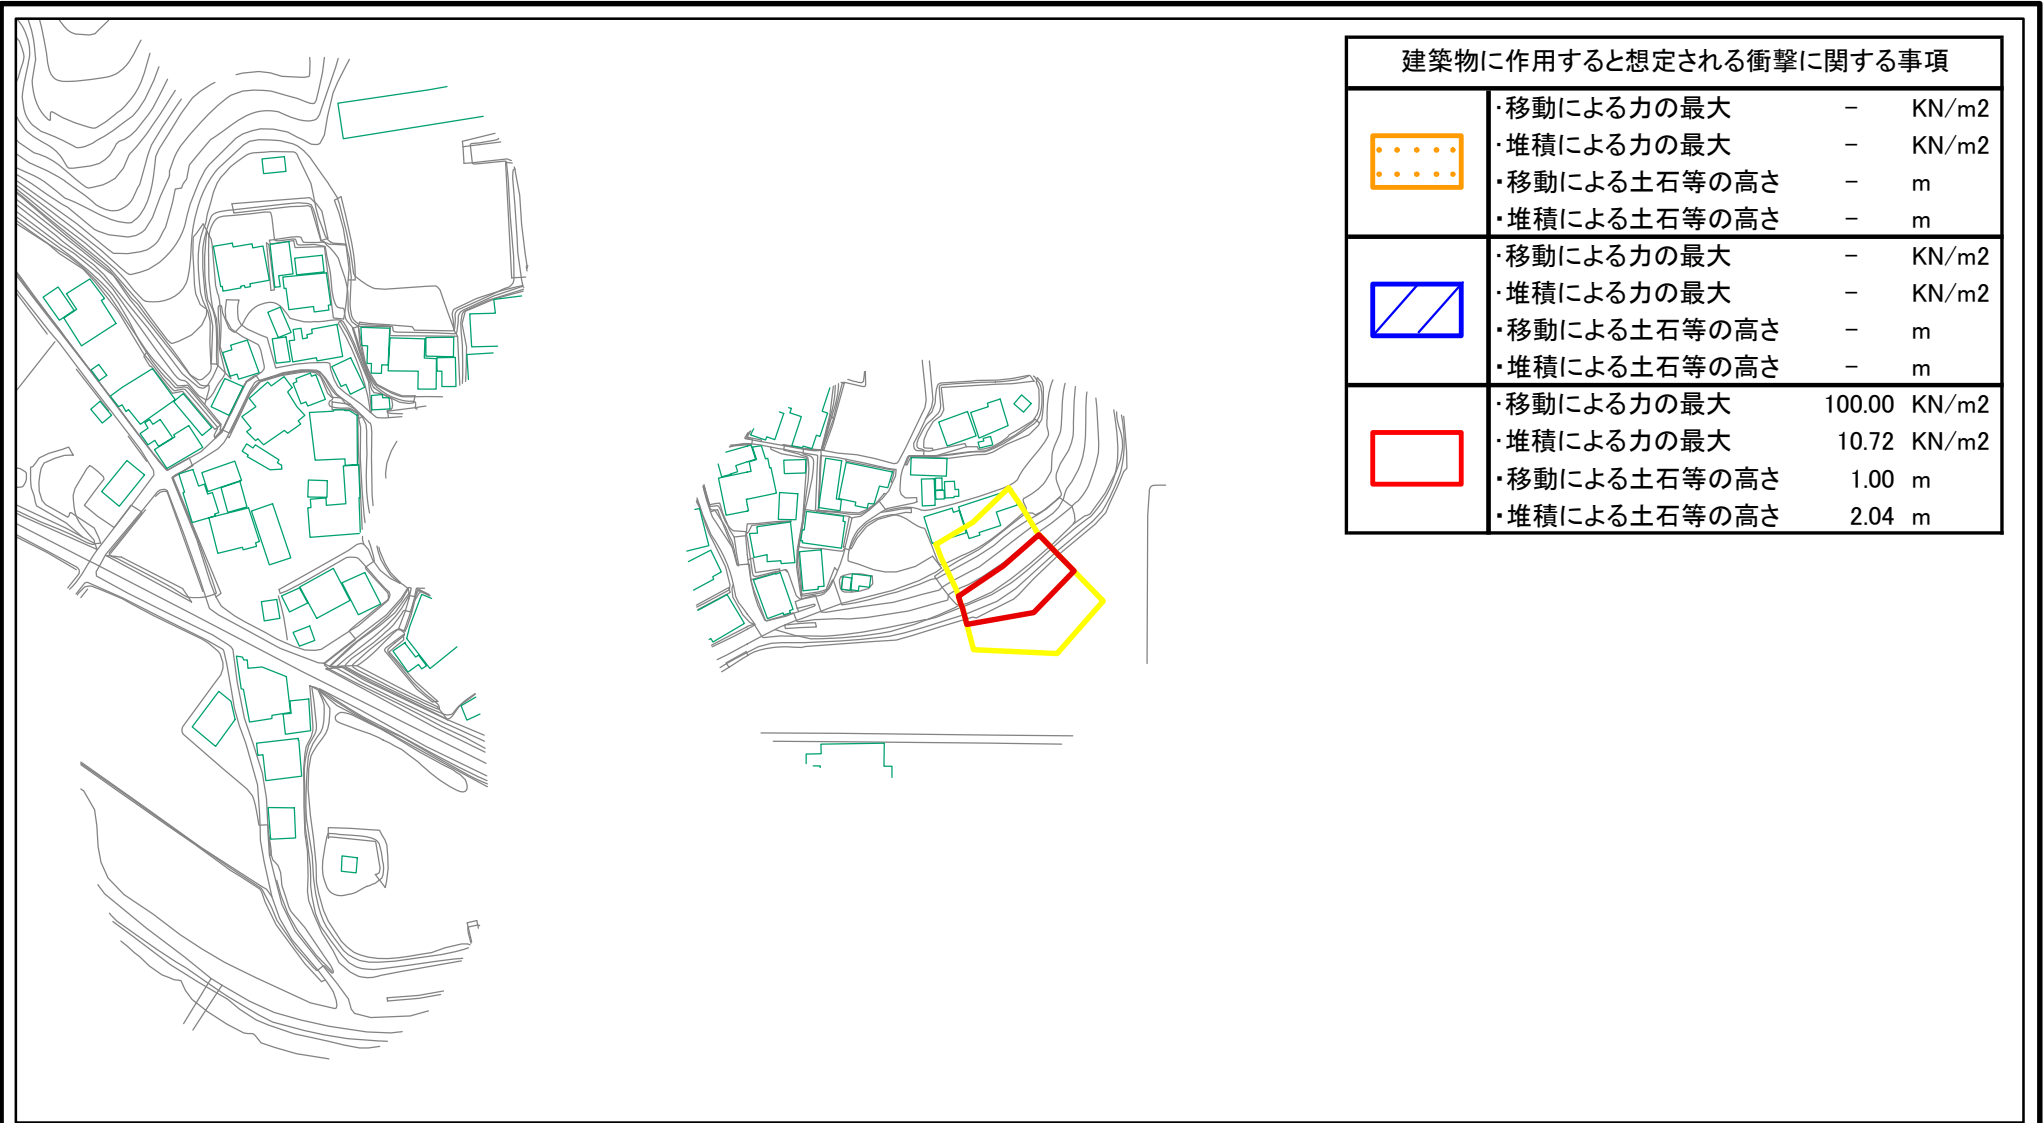 建築物に作用すると想定される衝撃に関する事項
・移動による力の最大 － KN/m2
・堆積による力の最大 － KN/m2
・移動による土石等の高さ － m
・堆積による土石等の高さ － m
・移動による力の最大 － KN/m2
・堆積による力の最大 － KN/m2
・移動による土石等の高さ － m
・堆積による土石等の高さ － m
・移動による力の最大 100.00 KN/m2
・堆積による力の最大 10.72 KN/m2
・移動による土石等の高さ 1.00 m
・堆積による土石等の高さ 2.04 m